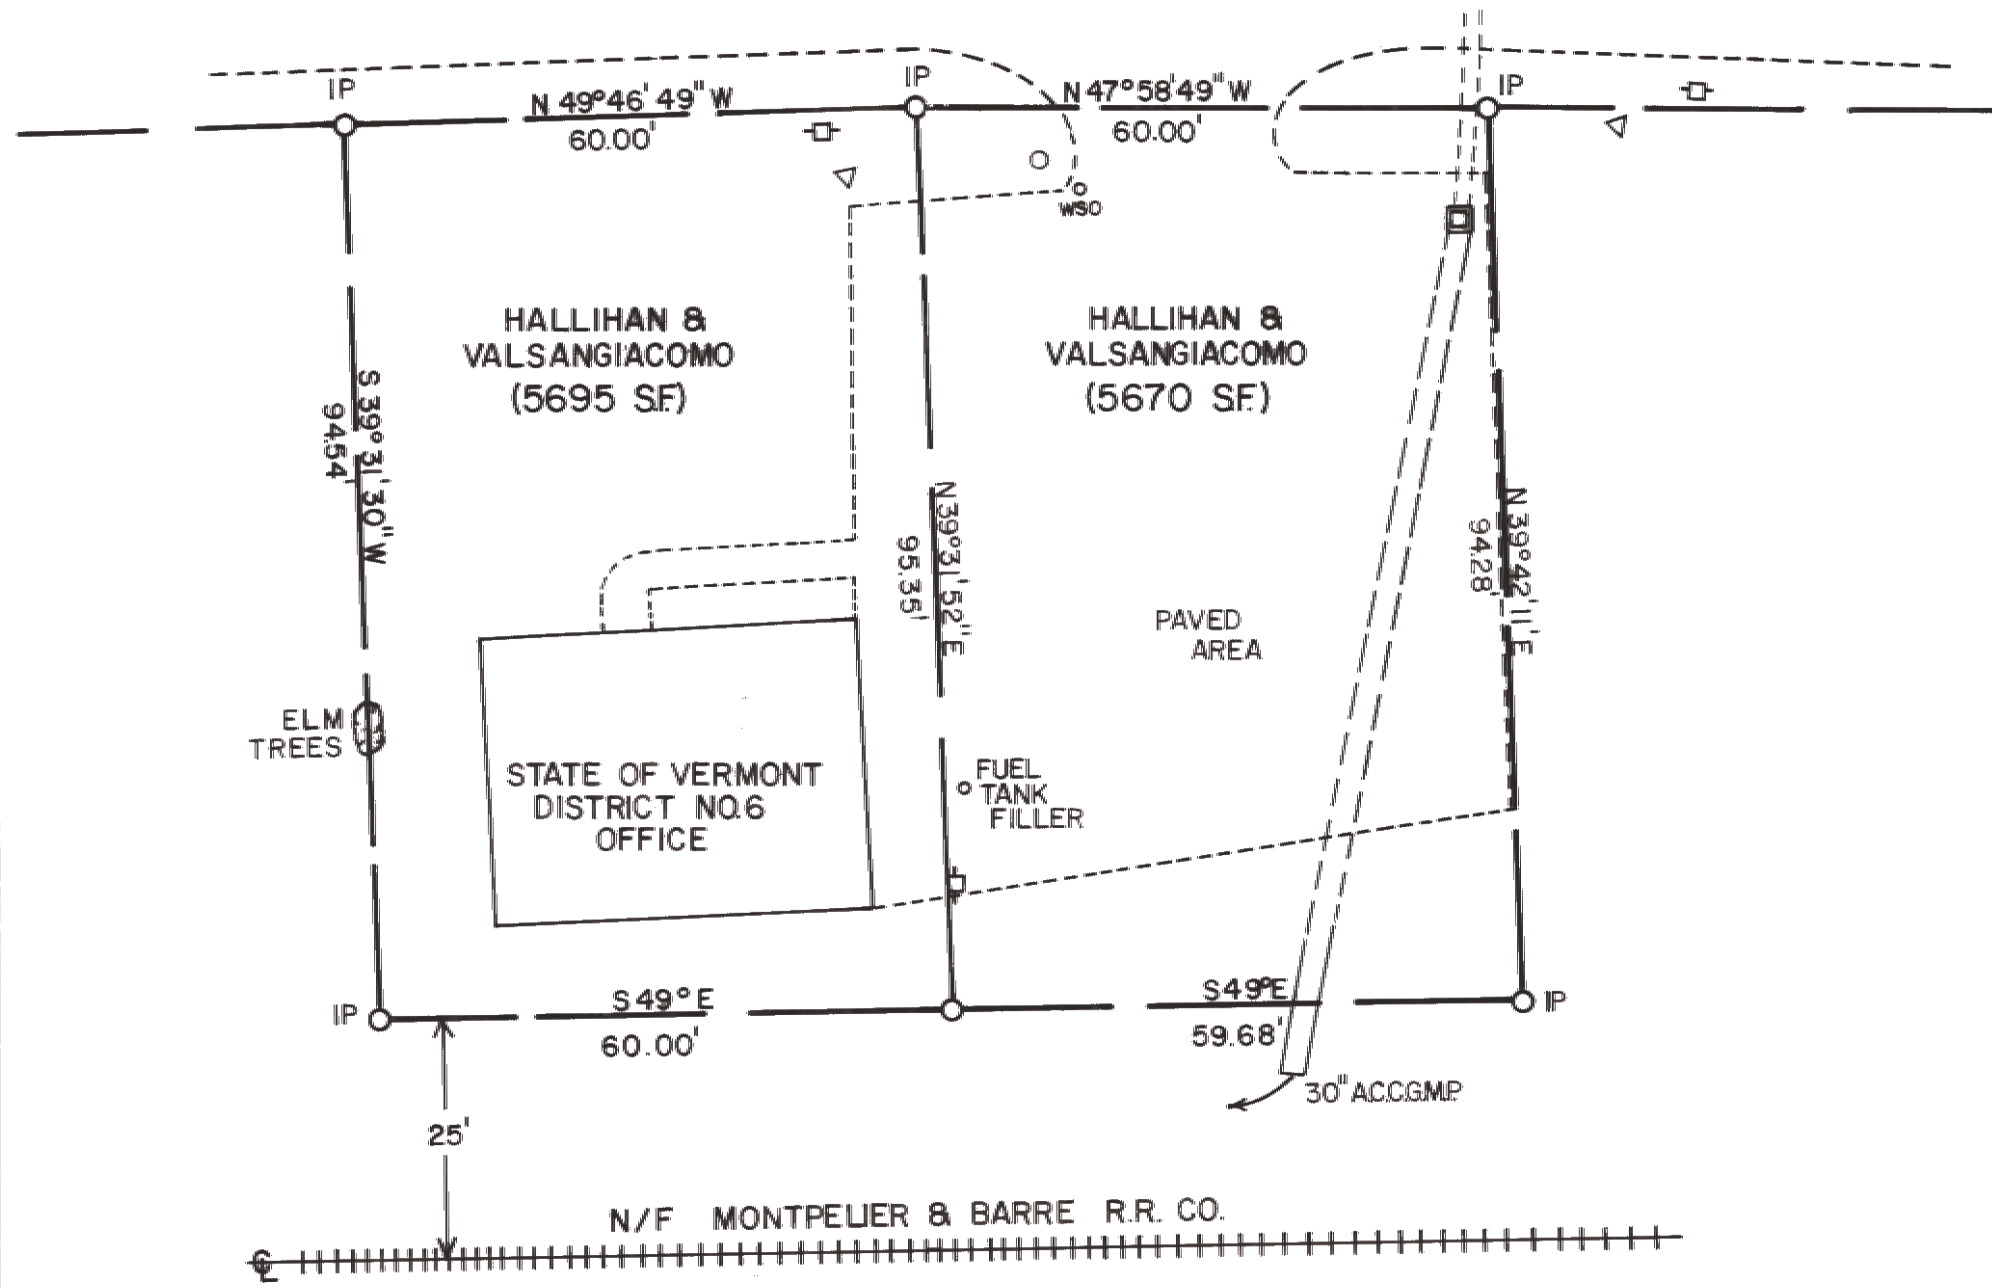 IP
IP
IP
N 49° 46' 49" W
60.00'
N 47° 58' 49" W
60.00'
WSO
HALLIHAN &
VALSANGIACOMO
(5695 S.F.)
HALLIHAN &
VALSANGIACOMO
(5670 S.F.)
S 39° 31' 30" W
94.54'
N 39° 31' 52" E
95.35'
N 39° 42' 11" E
94.28'
PAVED
AREA
ELM
TREES
STATE OF VERMONT
DISTRICT NO.6
OFFICE
FUEL
TANK
FILLER
IP
S 49° E
60.00'
S 49° E
59.68'
IP
30" A.C.C.G.M.P.
25'
N/F MONTPELIER & BARRE R.R. CO.
℄